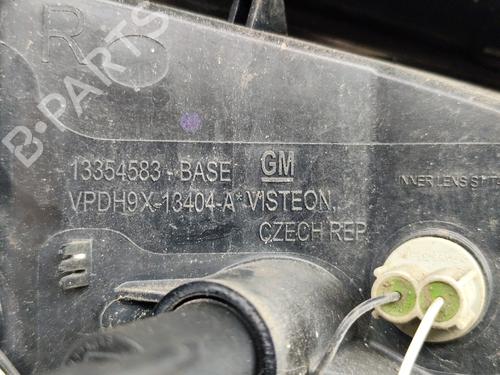 R
B-PARTS
13354583 - BASE GM
VPDH9X-13404-A* VISTEON.
CZECH REP.
INNER LENS